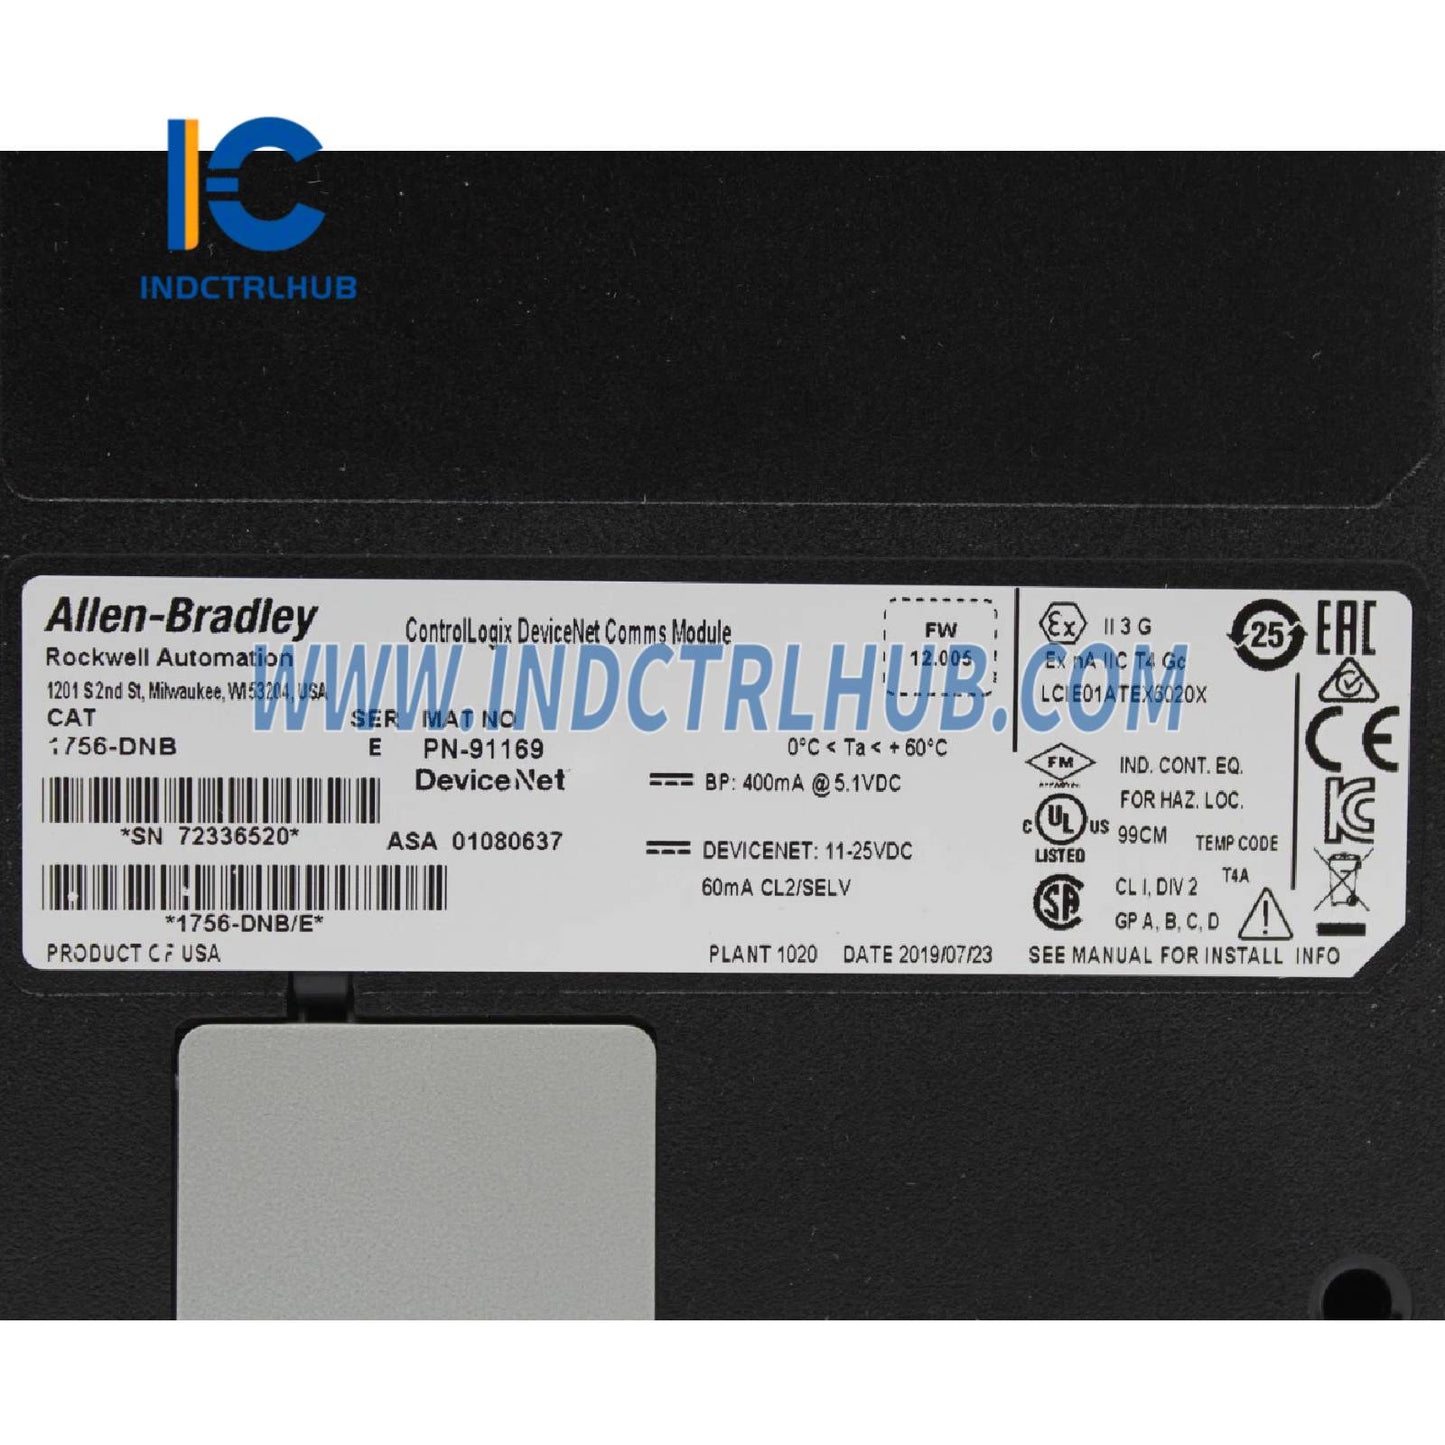 INDCTRLHUB
Allen-Bradley
Rockwell Automation
1201 S 2nd St, Milwaukee, WI 53204, USA
ControlLogix DeviceNet Comms Module
FW
12.005
WWW.INDCTRLHUB.COM
CAT
1756-DNB
SER
E
MAT NO
PN-91169
DeviceNet
0°C < Ta < + 60°C
BP: 400mA @ 5.1VDC
*SN 72336520*
ASA 01080637
DEVICENET: 11-25VDC
60mA CL2/SELV
*1756-DNB/E*
PRODUCT OF USA
PLANT 1020
DATE 2019/07/23
Ex
II 3 G
Ex nA IIC T4 Gc
LCIE01ATEX6020X
25
EAC
CE
FM
IND. CONT. EQ.
FOR HAZ. LOC.
C UL US
LISTED
99CM
TEMP CODE
T4A
SA
CL I, DIV 2
GP A, B, C, D
SEE MANUAL FOR INSTALL INFO